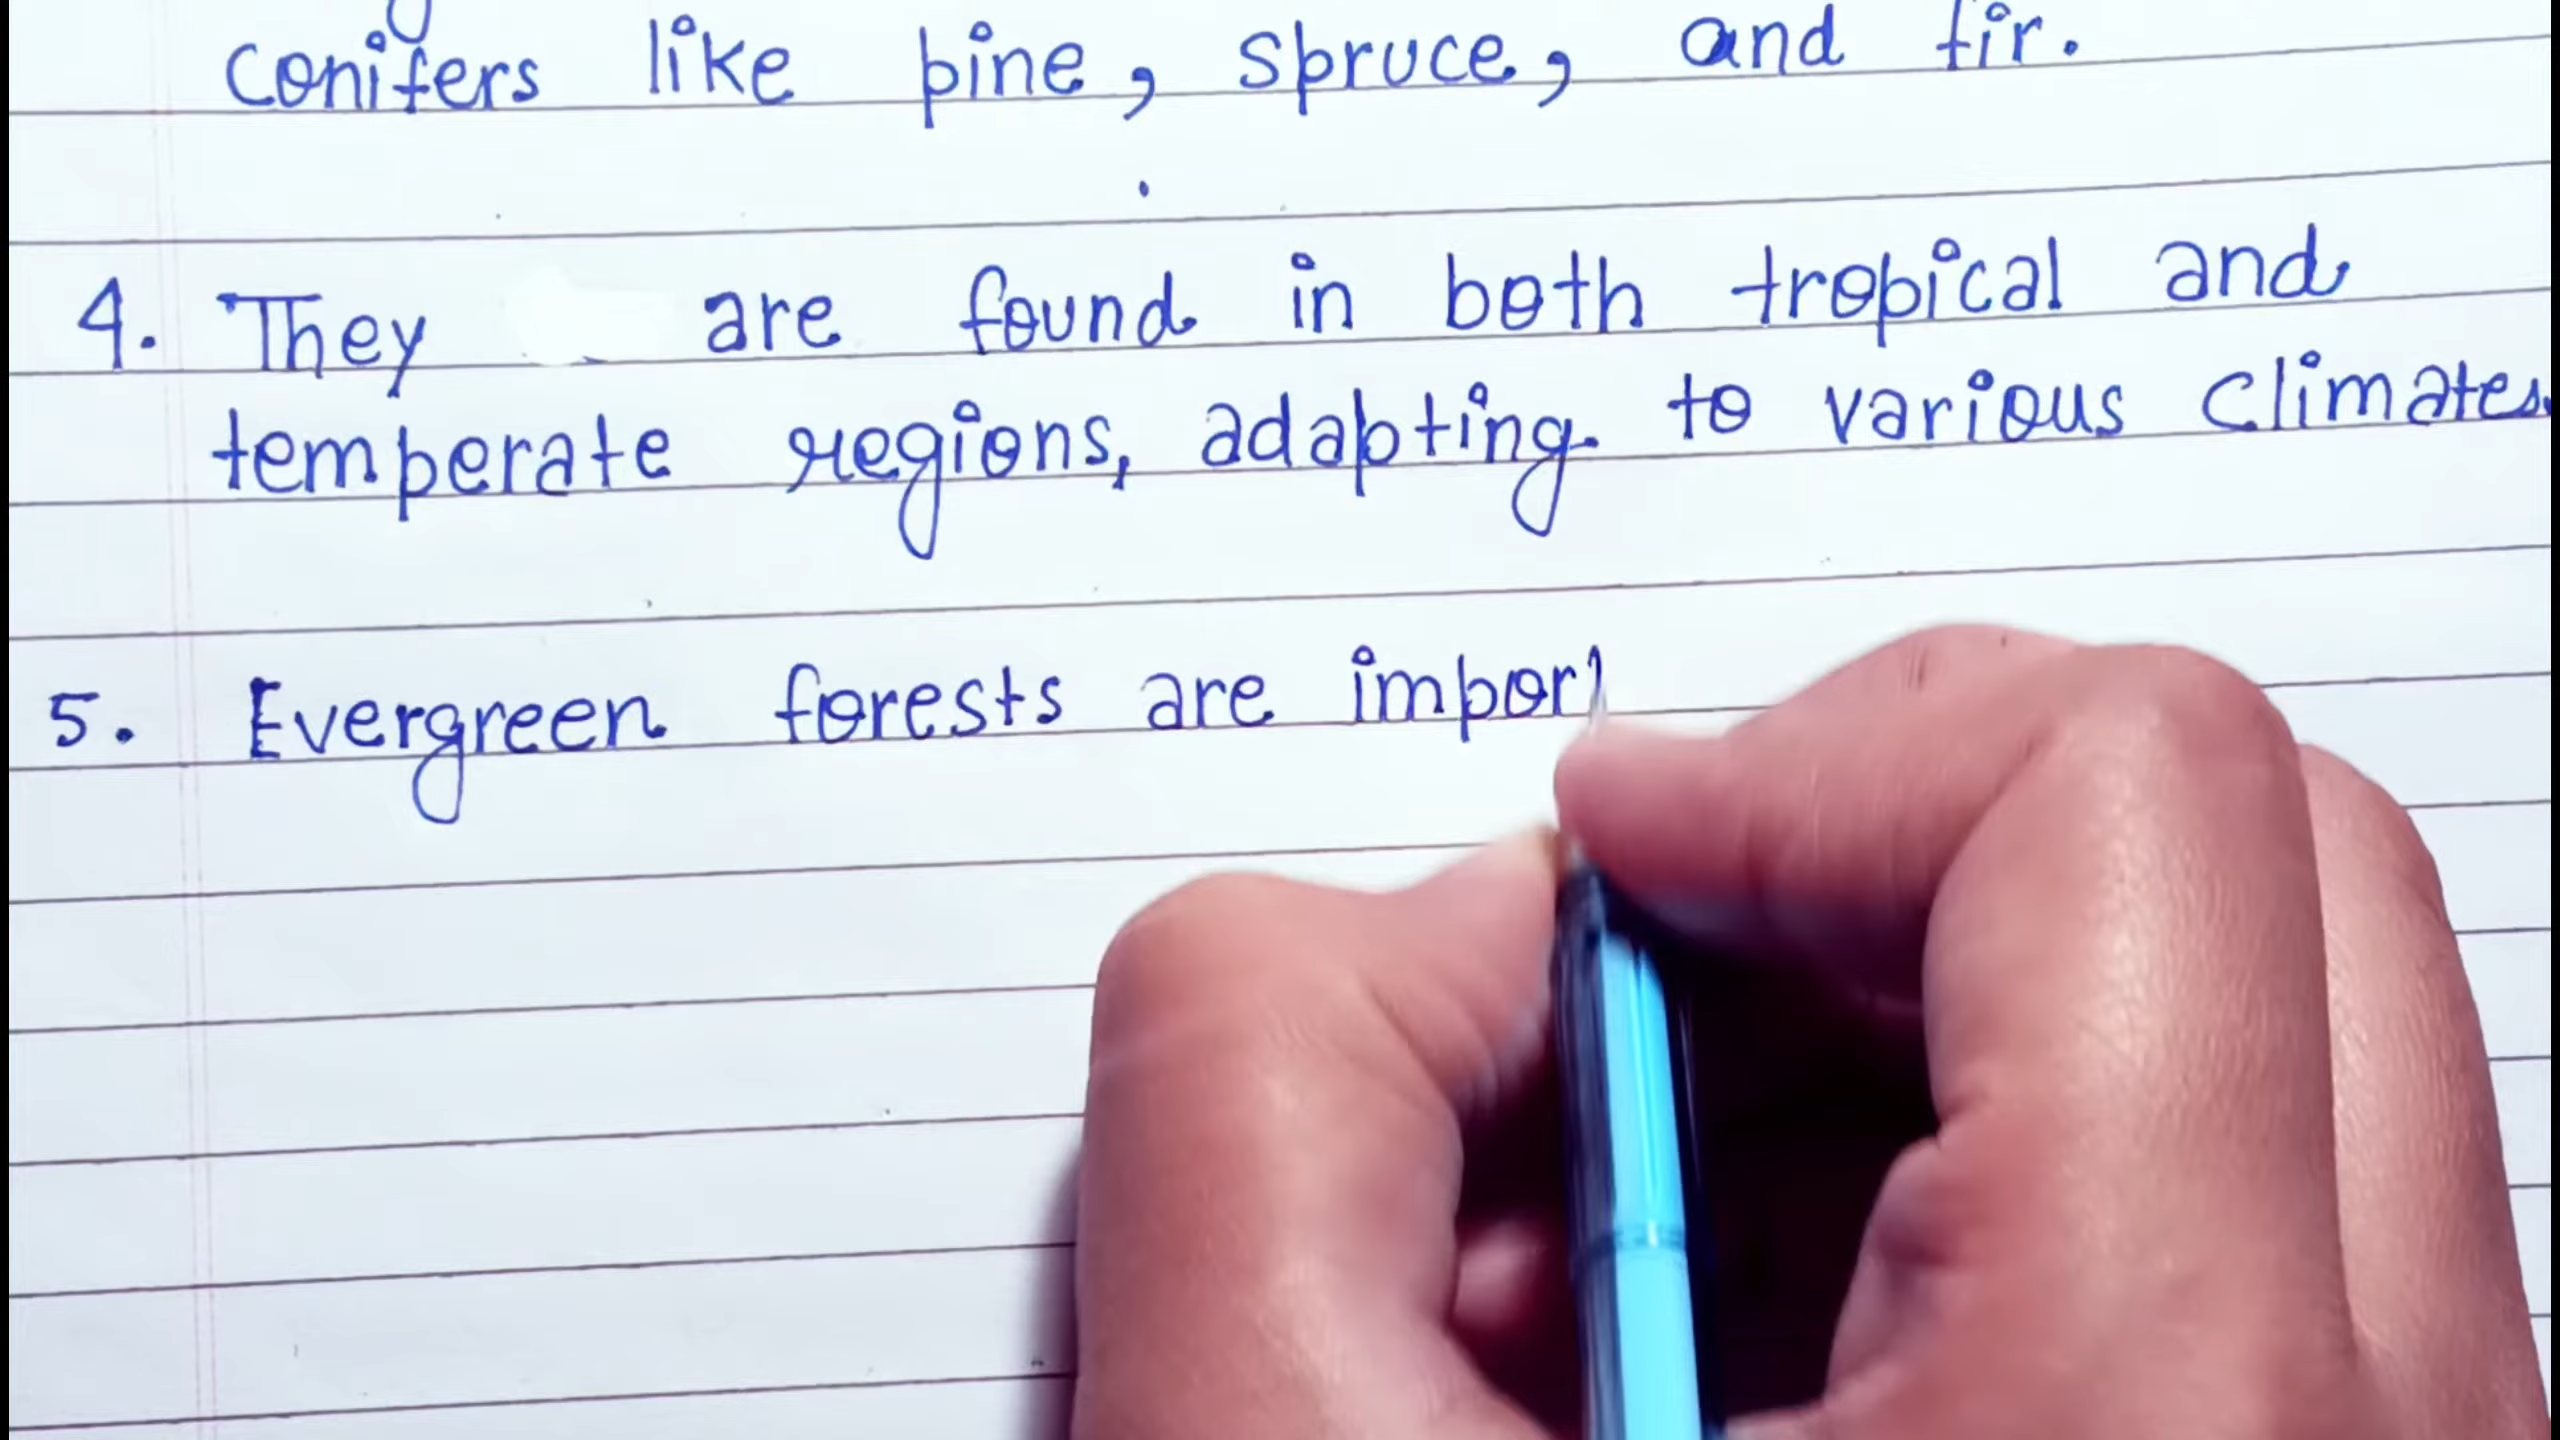 conifers like pine, spruce, and fir.
4. They are found in both tropical and
temperate regions, adapting to various climates.
5. Evergreen forests are import